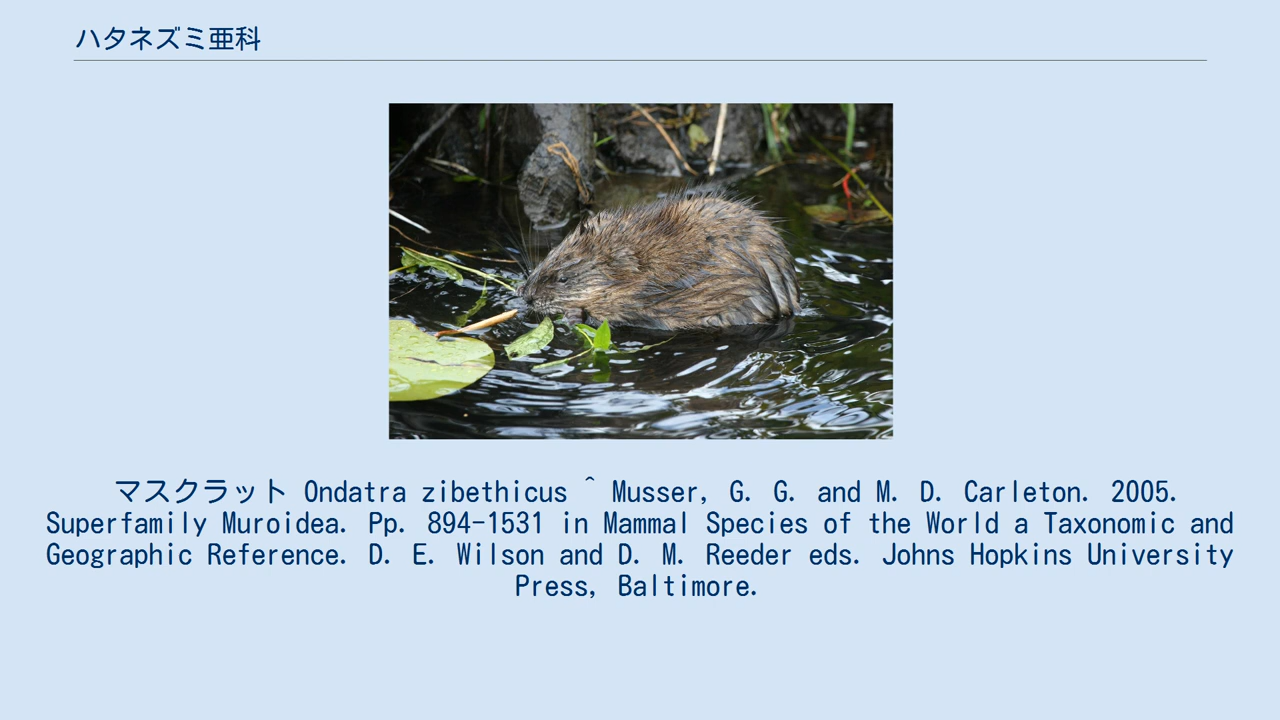 ハタネズミ亜科
マスクラット Ondatra zibethicus ^ Musser, G. G. and M. D. Carleton. 2005.
Superfamily Muroidea. Pp. 894-1531 in Mammal Species of the World a Taxonomic and
Geographic Reference. D. E. Wilson and D. M. Reeder eds. Johns Hopkins University
Press, Baltimore.